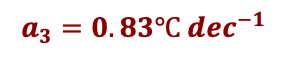 a₃ = 0.83°C dec⁻¹